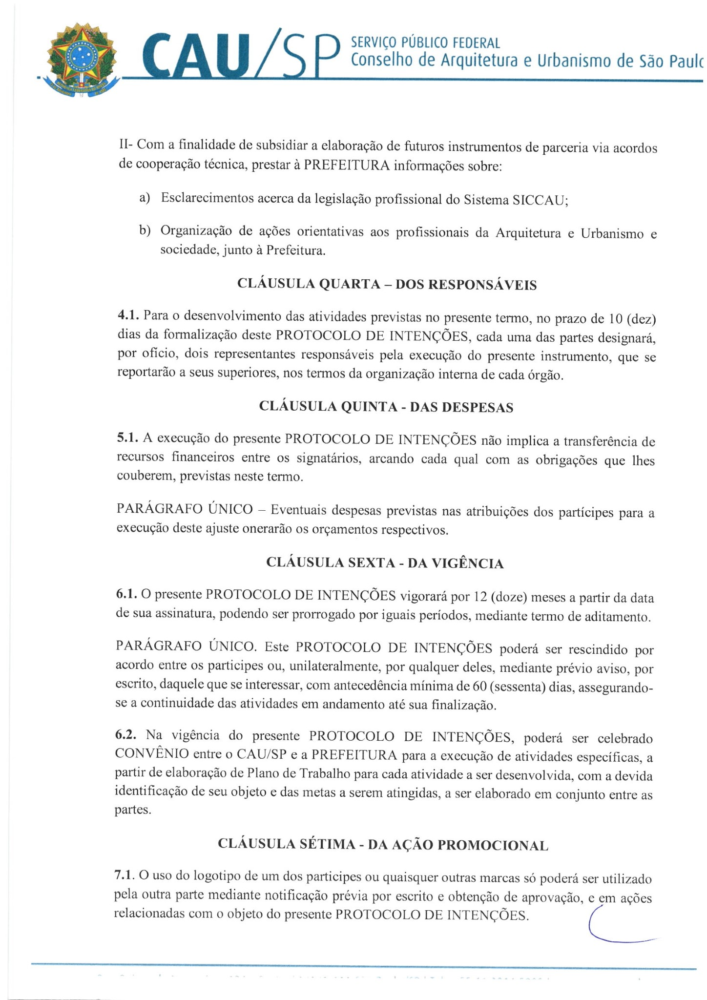 CAU/SP
SERVIÇO PÚBLICO FEDERAL
Conselho de Arquitetura e Urbanismo de São Paulo
II- Com a finalidade de subsidiar a elaboração de futuros instrumentos de parceria via acordos
de cooperação técnica, prestar à PREFEITURA informações sobre:
a) Esclarecimentos acerca da legislação profissional do Sistema SICCAU;
b) Organização de ações orientativas aos profissionais da Arquitetura e Urbanismo e
sociedade, junto à Prefeitura.
CLÁUSULA QUARTA – DOS RESPONSÁVEIS
4.1. Para o desenvolvimento das atividades previstas no presente termo, no prazo de 10 (dez)
dias da formalização deste PROTOCOLO DE INTENÇÕES, cada uma das partes designará,
por ofício, dois representantes responsáveis pela execução do presente instrumento, que se
reportarão a seus superiores, nos termos da organização interna de cada órgão.
CLÁUSULA QUINTA - DAS DESPESAS
5.1. A execução do presente PROTOCOLO DE INTENÇÕES não implica a transferência de
recursos financeiros entre os signatários, arcando cada qual com as obrigações que lhes
couberem, previstas neste termo.
PARÁGRAFO ÚNICO – Eventuais despesas previstas nas atribuições dos partícipes para a
execução deste ajuste onerarão os orçamentos respectivos.
CLÁUSULA SEXTA - DA VIGÊNCIA
6.1. O presente PROTOCOLO DE INTENÇÕES vigorará por 12 (doze) meses a partir da data
de sua assinatura, podendo ser prorrogado por iguais períodos, mediante termo de aditamento.
PARÁGRAFO ÚNICO. Este PROTOCOLO DE INTENÇÕES poderá ser rescindido por
acordo entre os participes ou, unilateralmente, por qualquer deles, mediante prévio aviso, por
escrito, daquele que se interessar, com antecedência mínima de 60 (sessenta) dias, assegurando-
se a continuidade das atividades em andamento até sua finalização.
6.2. Na vigência do presente PROTOCOLO DE INTENÇÕES, poderá ser celebrado
CONVÊNIO entre o CAU/SP e a PREFEITURA para a execução de atividades específicas, a
partir de elaboração de Plano de Trabalho para cada atividade a ser desenvolvida, com a devida
identificação de seu objeto e das metas a serem atingidas, a ser elaborado em conjunto entre as
partes.
CLÁUSULA SÉTIMA - DA AÇÃO PROMOCIONAL
7.1. O uso do logotipo de um dos participes ou quaisquer outras marcas só poderá ser utilizado
pela outra parte mediante notificação prévia por escrito e obtenção de aprovação, e em ações
relacionadas com o objeto do presente PROTOCOLO DE INTENÇÕES.